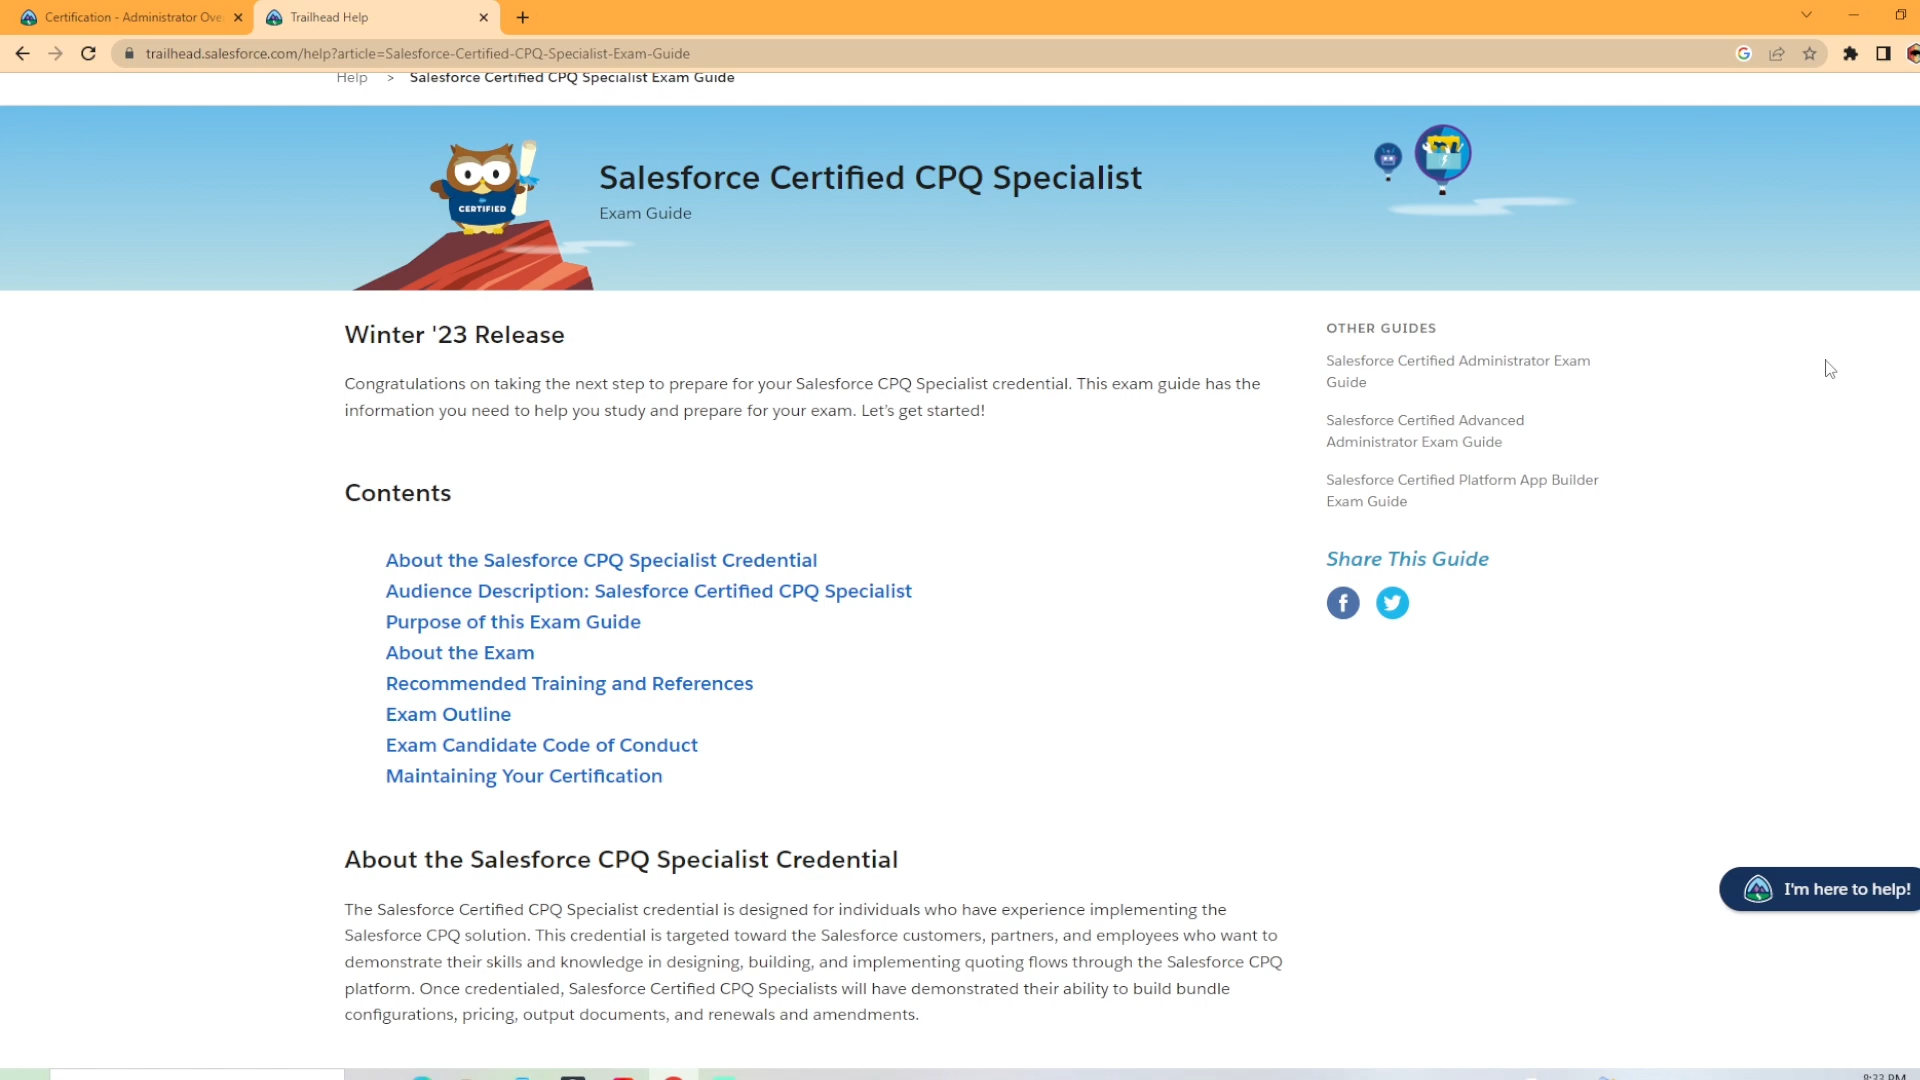 Certification - Administrator Ove
Trailhead Help
trailhead.salesforce.com/help?article=Salesforce-Certified-CPQ-Specialist-Exam-Guide
Help > Salesforce Certified CPQ Specialist Exam Guide
CERTIFIED
Salesforce Certified CPQ Specialist
Exam Guide
Winter '23 Release
Congratulations on taking the next step to prepare for your Salesforce CPQ Specialist credential. This exam guide has the
information you need to help you study and prepare for your exam. Let's get started!
Contents
About the Salesforce CPQ Specialist Credential
Audience Description: Salesforce Certified CPQ Specialist
Purpose of this Exam Guide
About the Exam
Recommended Training and References
Exam Outline
Exam Candidate Code of Conduct
Maintaining Your Certification
About the Salesforce CPQ Specialist Credential
The Salesforce Certified CPQ Specialist credential is designed for individuals who have experience implementing the
Salesforce CPQ solution. This credential is targeted toward the Salesforce customers, partners, and employees who want to
demonstrate their skills and knowledge in designing, building, and implementing quoting flows through the Salesforce CPQ
platform. Once credentialed, Salesforce Certified CPQ Specialists will have demonstrated their ability to build bundle
configurations, pricing, output documents, and renewals and amendments.
OTHER GUIDES
Salesforce Certified Administrator Exam
Guide
Salesforce Certified Advanced
Administrator Exam Guide
Salesforce Certified Platform App Builder
Exam Guide
Share This Guide
I'm here to help!